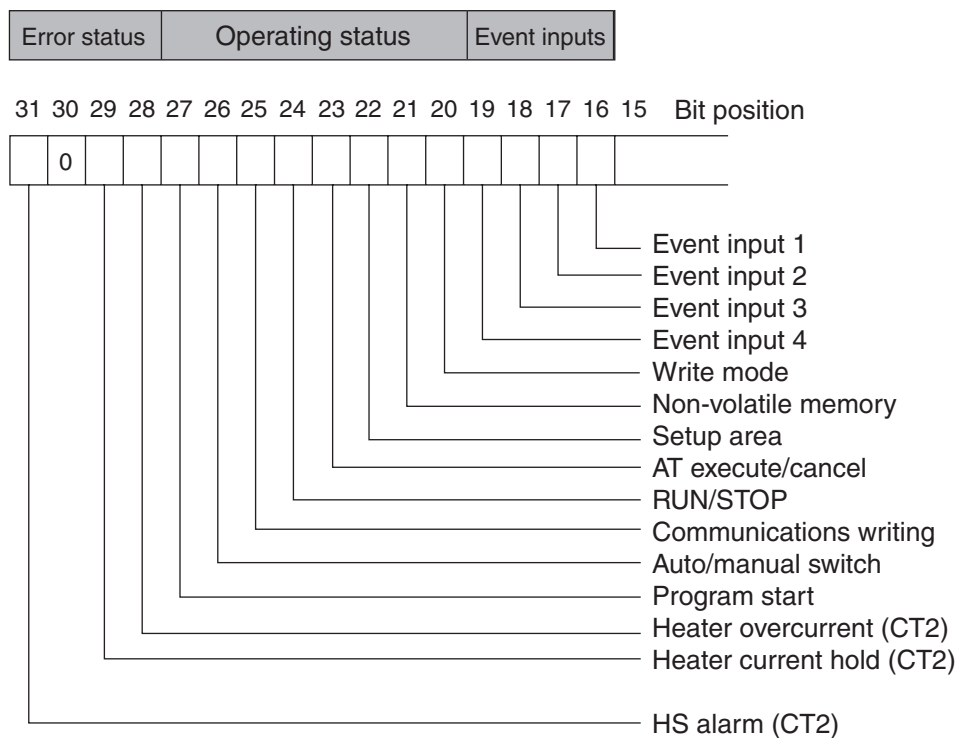 Error status Operating status Event inputs
31 30 29 28 27 26 25 24 23 22 21 20 19 18 17 16 15 Bit position
0
Event input 1
Event input 2
Event input 3
Event input 4
Write mode
Non-volatile memory
Setup area
AT execute/cancel
RUN/STOP
Communications writing
Auto/manual switch
Program start
Heater overcurrent (CT2)
Heater current hold (CT2)
HS alarm (CT2)